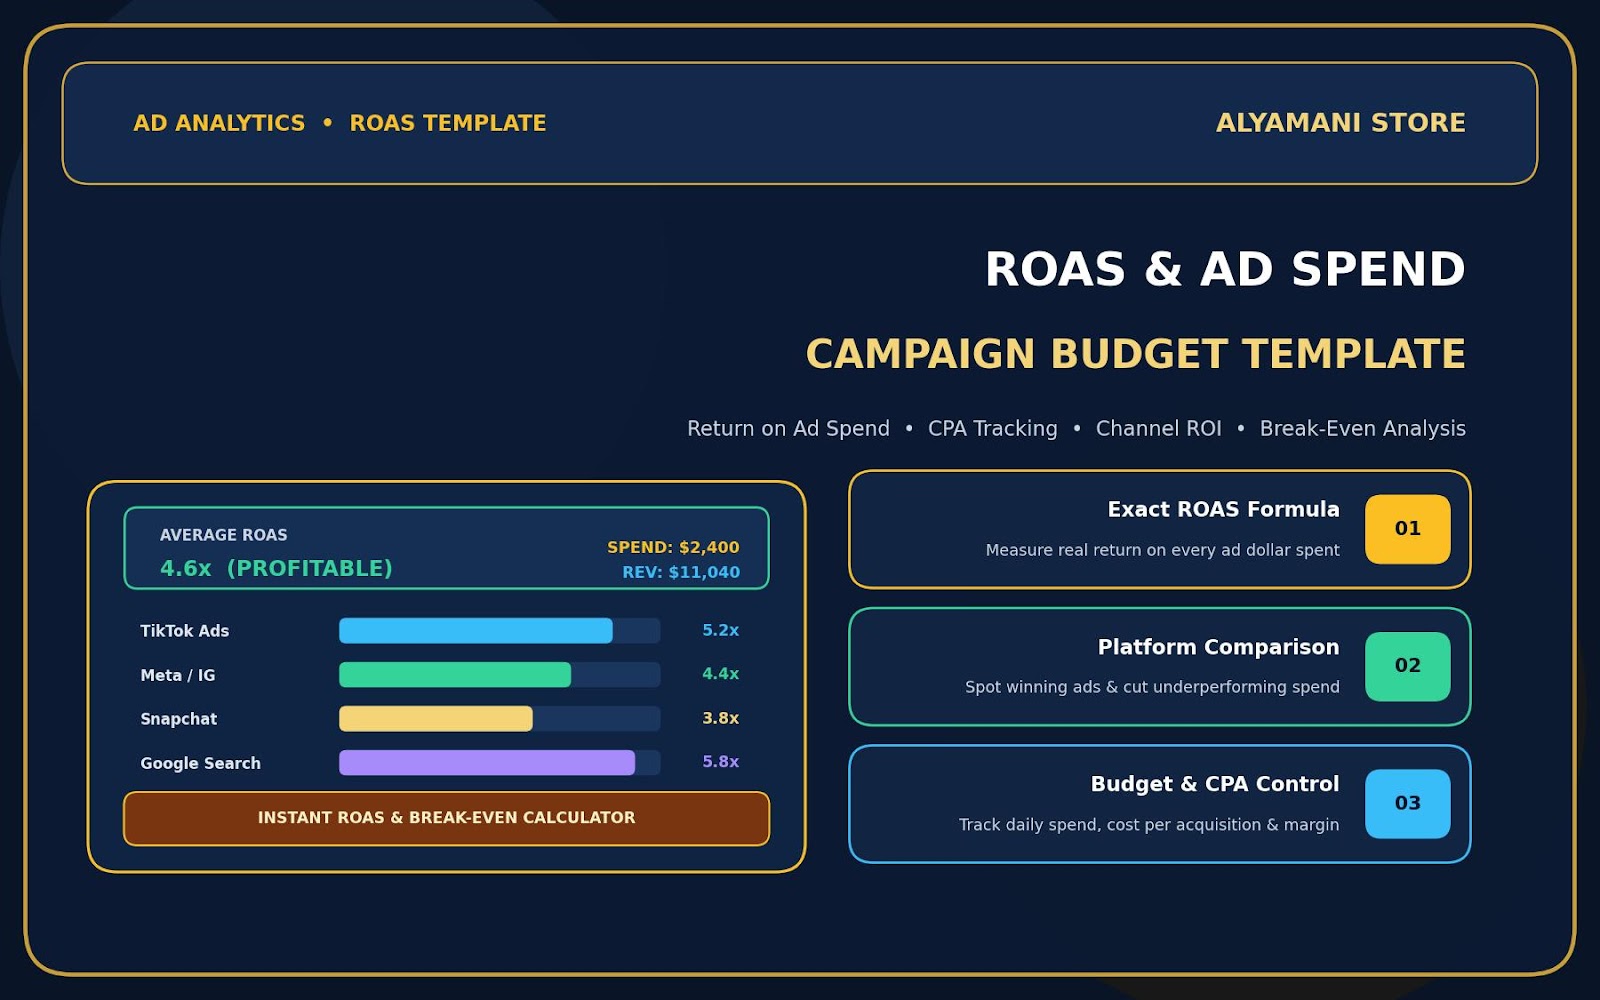 AD ANALYTICS • ROAS TEMPLATE
ALYAMANI STORE
ROAS & AD SPEND
CAMPAIGN BUDGET TEMPLATE
Return on Ad Spend • CPA Tracking • Channel ROI • Break-Even Analysis
AVERAGE ROAS
4.6x (PROFITABLE)
SPEND: $2,400
REV: $11,040
TikTok Ads 5.2x
Meta / IG 4.4x
Snapchat 3.8x
Google Search 5.8x
INSTANT ROAS & BREAK-EVEN CALCULATOR
Exact ROAS Formula
Measure real return on every ad dollar spent
01
Platform Comparison
Spot winning ads & cut underperforming spend
02
Budget & CPA Control
Track daily spend, cost per acquisition & margin
03